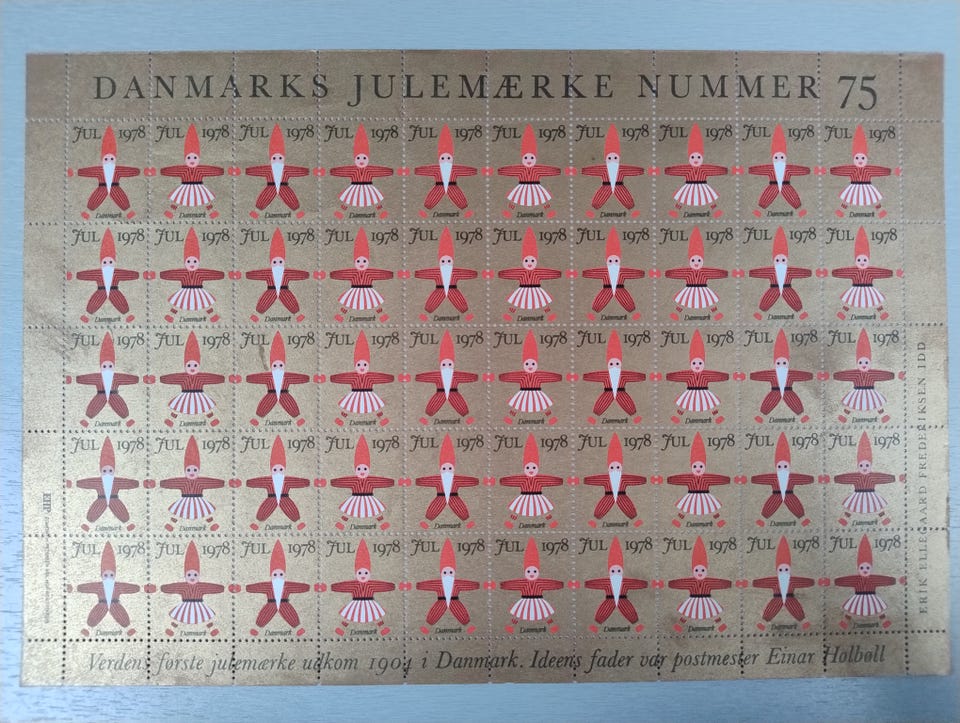 DANMARKS JULEMÆRKE NUMMER 75
JUL 1978 JUL 1978 JUL 1978 JUL 1978 JUL 1978 JUL 1978 JUL 1978 JUL 1978 JUL 1978 JUL 1978
Danmark Danmark Danmark Danmark Danmark Danmark Danmark Danmark Danmark Danmark
JUL 1978 JUL 1978 JUL 1978 JUL 1978 JUL 1978 JUL 1978 JUL 1978 JUL 1978 JUL 1978 JUL 1978
Danmark Danmark Danmark Danmark Danmark Danmark Danmark Danmark Danmark Danmark
JUL 1978 JUL 1978 JUL 1978 JUL 1978 JUL 1978 JUL 1978 JUL 1978 JUL 1978 JUL 1978 JUL 1978
Danmark Danmark Danmark Danmark Danmark Danmark Danmark Danmark Danmark Danmark
JUL 1978 JUL 1978 JUL 1978 JUL 1978 JUL 1978 JUL 1978 JUL 1978 JUL 1978 JUL 1978 JUL 1978
Danmark Danmark Danmark Danmark Danmark Danmark Danmark Danmark Danmark Danmark
JUL 1978 JUL 1978 JUL 1978 JUL 1978 JUL 1978 JUL 1978 JUL 1978 JUL 1978 JUL 1978 JUL 1978
Danmark Danmark Danmark Danmark Danmark Danmark Danmark Danmark Danmark Danmark
Verdens første julemærke udkom 1904 i Danmark. Ideens fader var postmester Einar Holbøll
ERIK ELLEGAARD FREDERIKSEN IDD